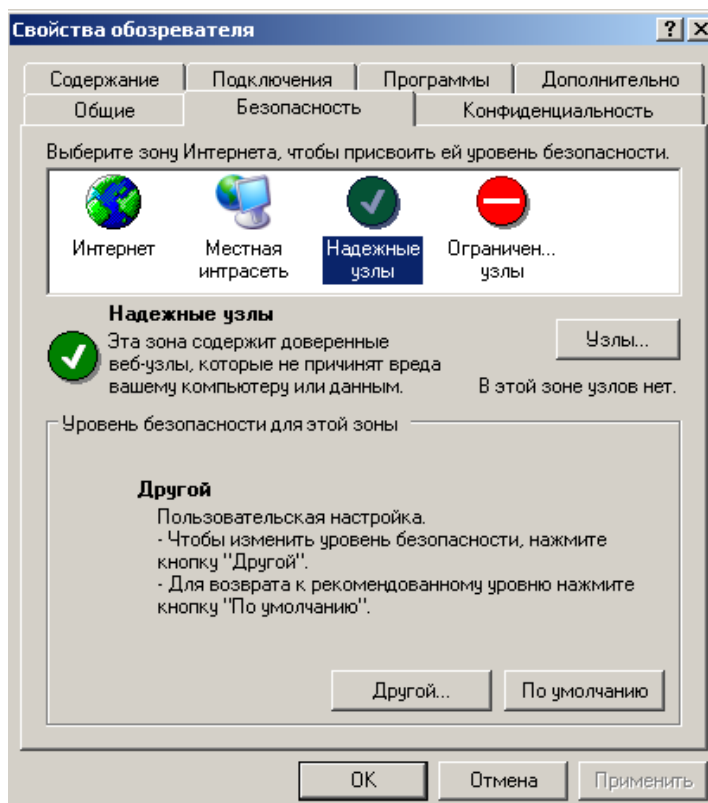 Свойства обозревателя
Содержание Подключения Программы Дополнительно
Общие Безопасность Конфиденциальность
Выберите зону Интернета, чтобы присвоить ей уровень безопасности.
Интернет Местная интрасеть Надежные узлы Ограничен... узлы
Надежные узлы
Эта зона содержит доверенные
веб-узлы, которые не причинят вреда
вашему компьютеру или данным.
Узлы...
В этой зоне узлов нет.
Уровень безопасности для этой зоны
Другой
Пользовательская настройка.
- Чтобы изменить уровень безопасности, нажмите
кнопку "Другой".
- Для возврата к рекомендованному уровню нажмите
кнопку "По умолчанию".
Другой... По умолчанию
OK Отмена Применить